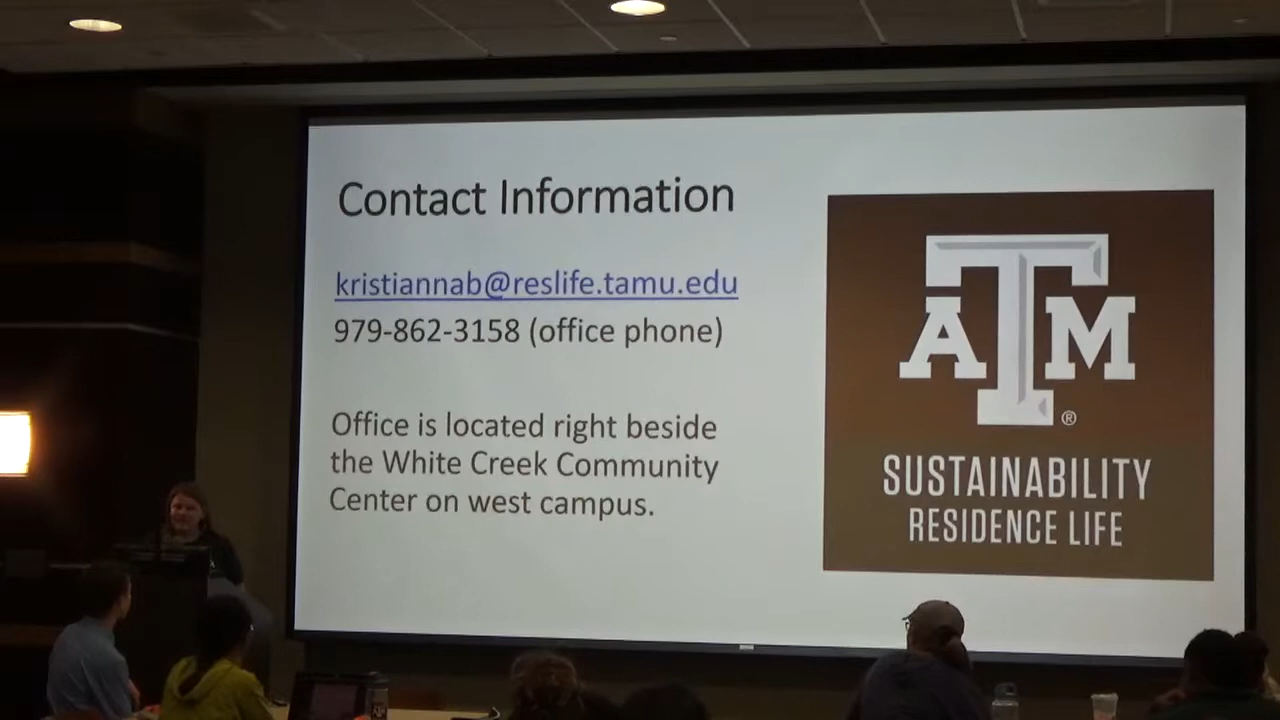 Contact Information
kristiannab@reslife.tamu.edu
979-862-3158 (office phone)
Office is located right beside
the White Creek Community
Center on west campus.
ATM®
SUSTAINABILITY
RESIDENCE LIFE